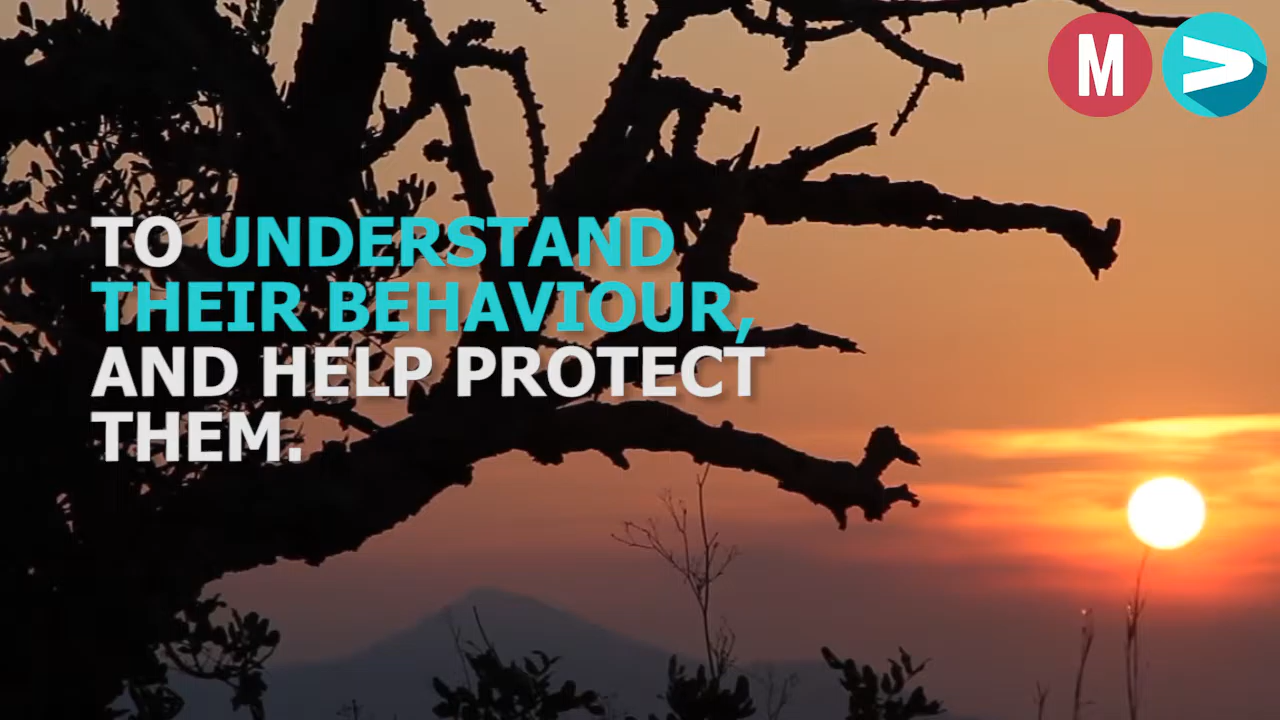 M
TO UNDERSTAND
THEIR BEHAVIOUR,
AND HELP PROTECT
THEM.